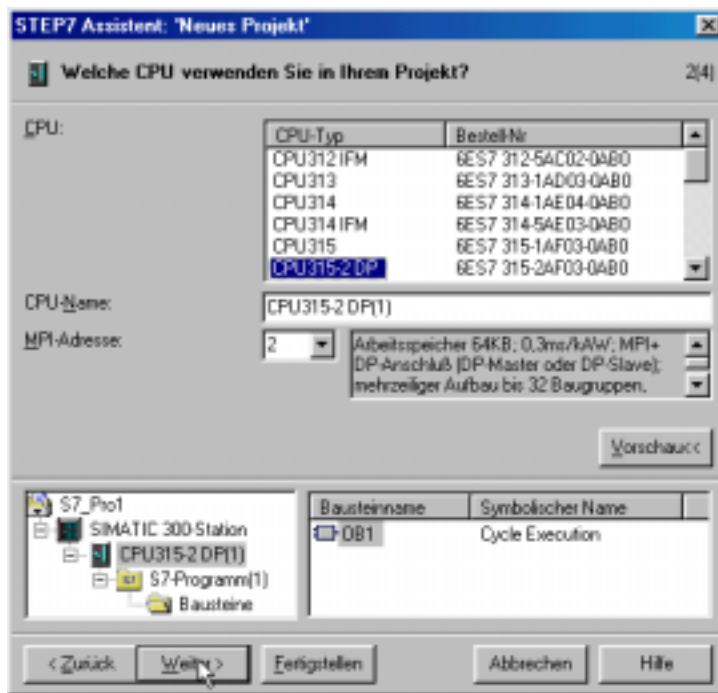 STEP7 Assistent: "Neues Projekt"
Welche CPU verwenden Sie in Ihrem Projekt? 2(4)
CPU:
CPU-Typ Bestell-Nr
CPU312 IFM 6ES7 312-5AC02-0AB0
CPU313 6ES7 313-1AD03-0AB0
CPU314 6ES7 314-1AE04-0AB0
CPU314 IFM 6ES7 314-5AE03-0AB0
CPU315 6ES7 315-1AF03-0AB0
CPU315-2 DP 6ES7 315-2AF03-0AB0
CPU-Name: CPU315-2 DP(1)
MPI-Adresse: 2
Arbeitsspeicher 64KB; 0,3ms/kAW; MPI+
DP-Anschluß (DP-Master oder DP-Slave);
mehrzeiliger Aufbau bis 32 Baugruppen,
Vorschau<<
S7_Pro1
SIMATIC 300-Station
CPU315-2 DP(1)
S7-Programm(1)
Bausteine
Bausteinname Symbolischer Name
OB1 Cycle Execution
< Zurück Weiter > Fertigstellen Abbrechen Hilfe